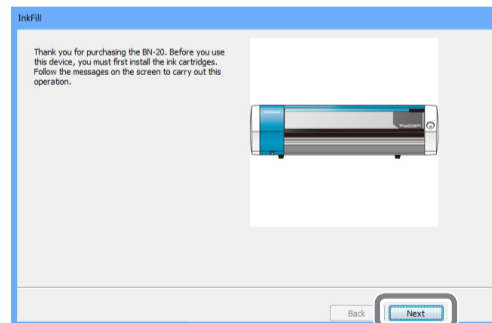 InkFill
Thank you for purchasing the BN-20. Before you use
this device, you must first install the ink cartridges.
Follow the messages on the screen to carry out this
operation.
Back
Next